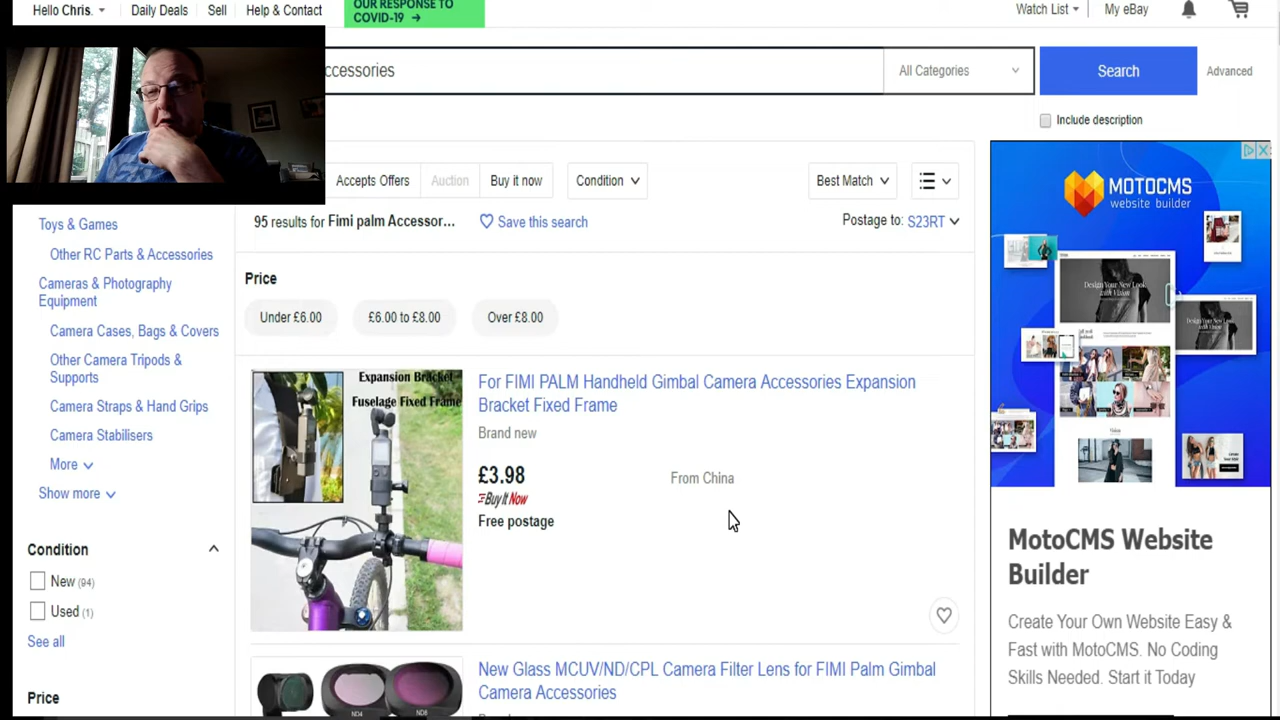 Hello Chris.
Daily Deals
Sell
Help & Contact
OUR RESPONSE TO
COVID-19 →
Watch List
My eBay
ccessories
All Categories
Search
Advanced
Include description
Accepts Offers
Auction
Buy it now
Condition
Best Match
95 results for Fimi palm Accessor...
Save this search
Postage to: S23RT
Toys & Games
Other RC Parts & Accessories
Cameras & Photography
Equipment
Camera Cases, Bags & Covers
Other Camera Tripods &
Supports
Camera Straps & Hand Grips
Camera Stabilisers
More
Show more
Condition
New (94)
Used (1)
See all
Price
Price
Under £6.00
£6.00 to £8.00
Over £8.00
Expansion Bracket
Fuselage Fixed Frame
For FIMI PALM Handheld Gimbal Camera Accessories Expansion
Bracket Fixed Frame
Brand new
£3.98
From China
Buy It Now
Free postage
ND4
ND8
New Glass MCUV/ND/CPL Camera Filter Lens for FIMI Palm Gimbal
Camera Accessories
MOTOCMS
website builder
Design Your New Look
with Vision
MotoCMS Website
Builder
Create Your Own Website Easy &
Fast with MotoCMS. No Coding
Skills Needed. Start it Today